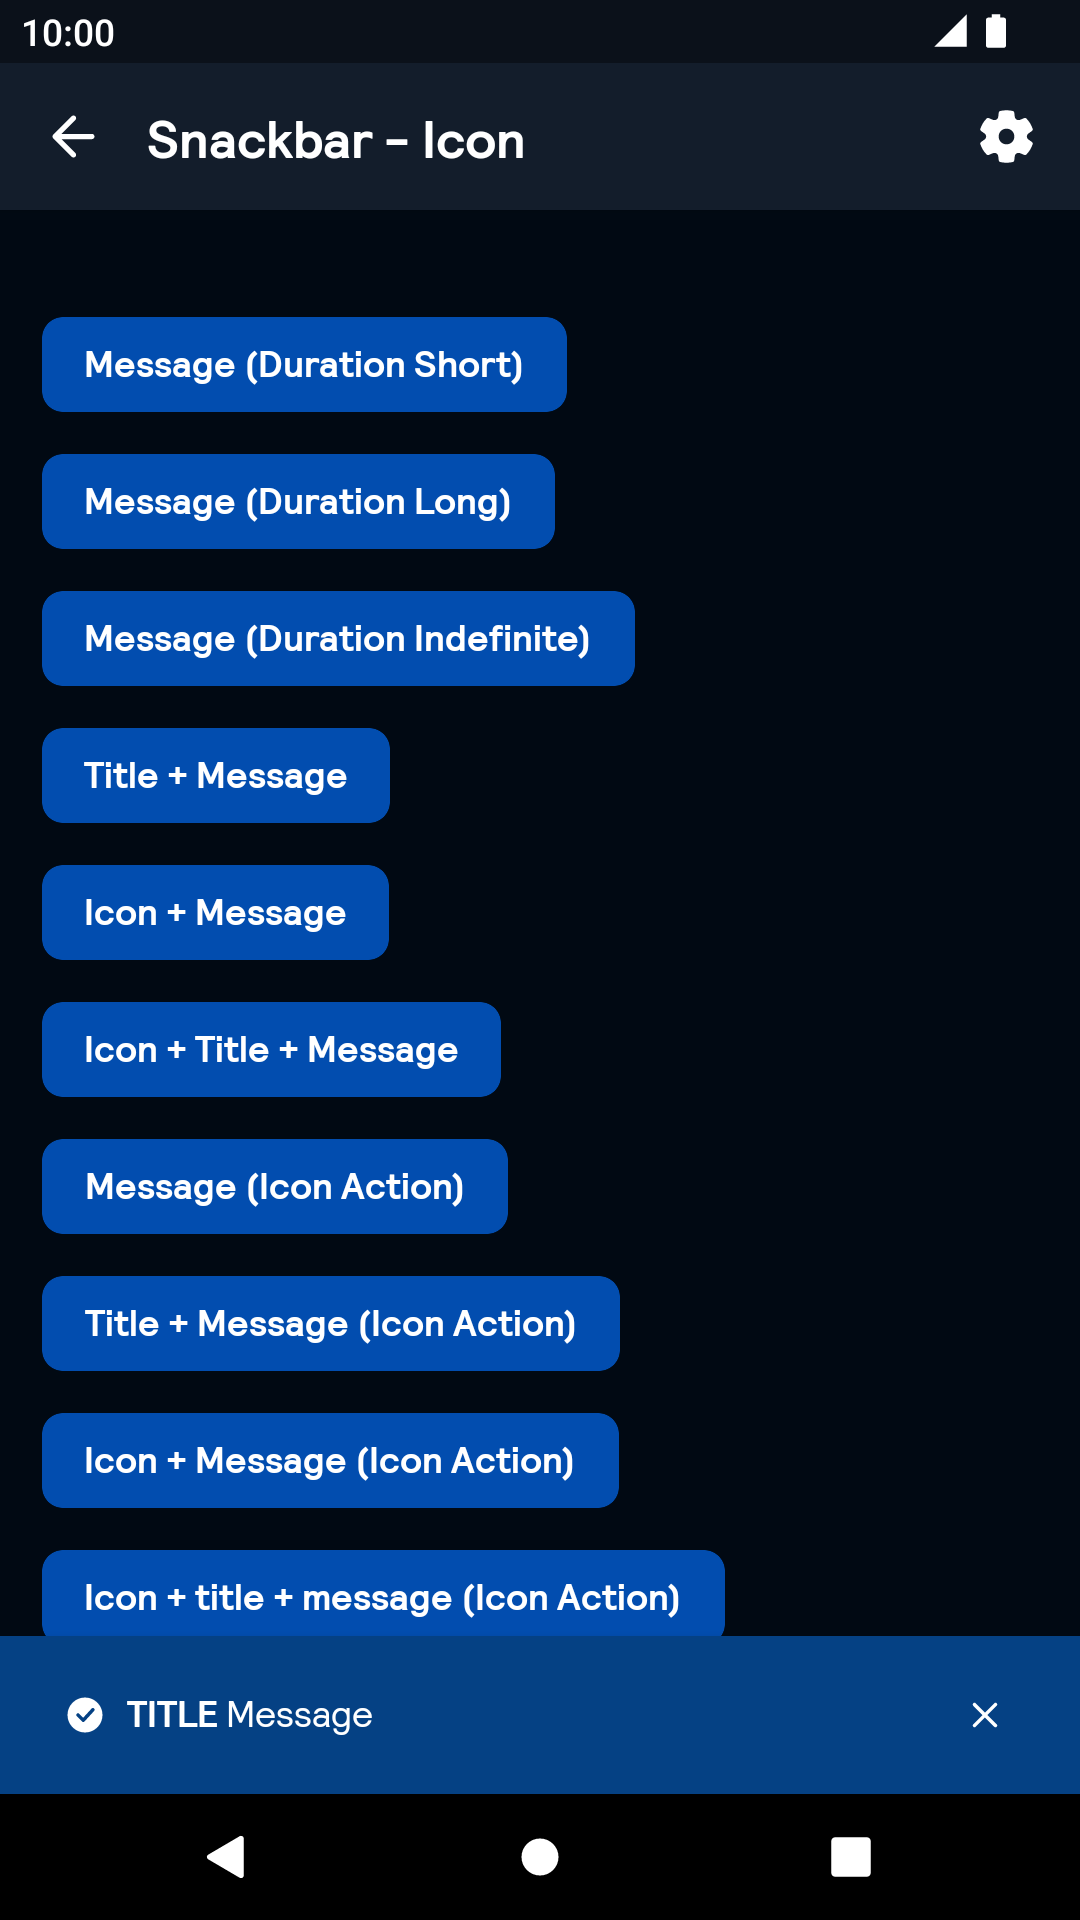 10:00
Snackbar - Icon
Message (Duration Short)
Message (Duration Long)
Message (Duration Indefinite)
Title + Message
Icon + Message
Icon + Title + Message
Message (Icon Action)
Title + Message (Icon Action)
Icon + Message (Icon Action)
Icon + title + message (Icon Action)
TITLE Message